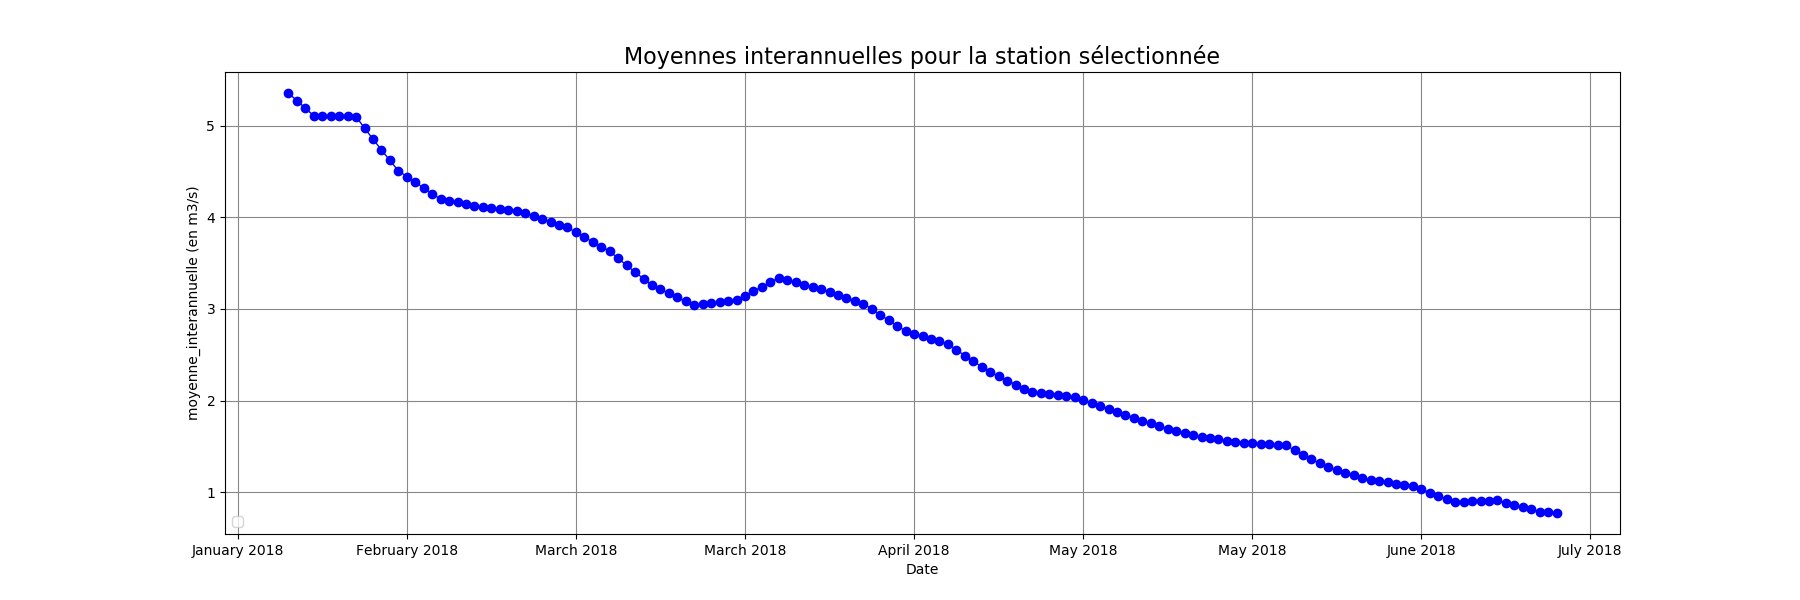 Moyennes interannuelles pour la station sélectionnée
moyenne_interannuelle (en m3/s)
5
4
3
2
1
January 2018 February 2018 March 2018 March 2018 April 2018 May 2018 May 2018 June 2018 July 2018
Date